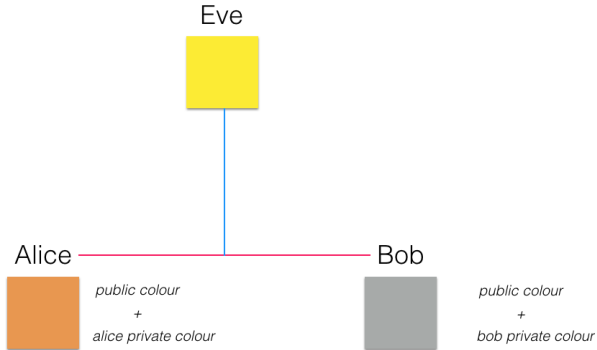 Eve
Alice
Bob
public colour
+
alice private colour
public colour
+
bob private colour